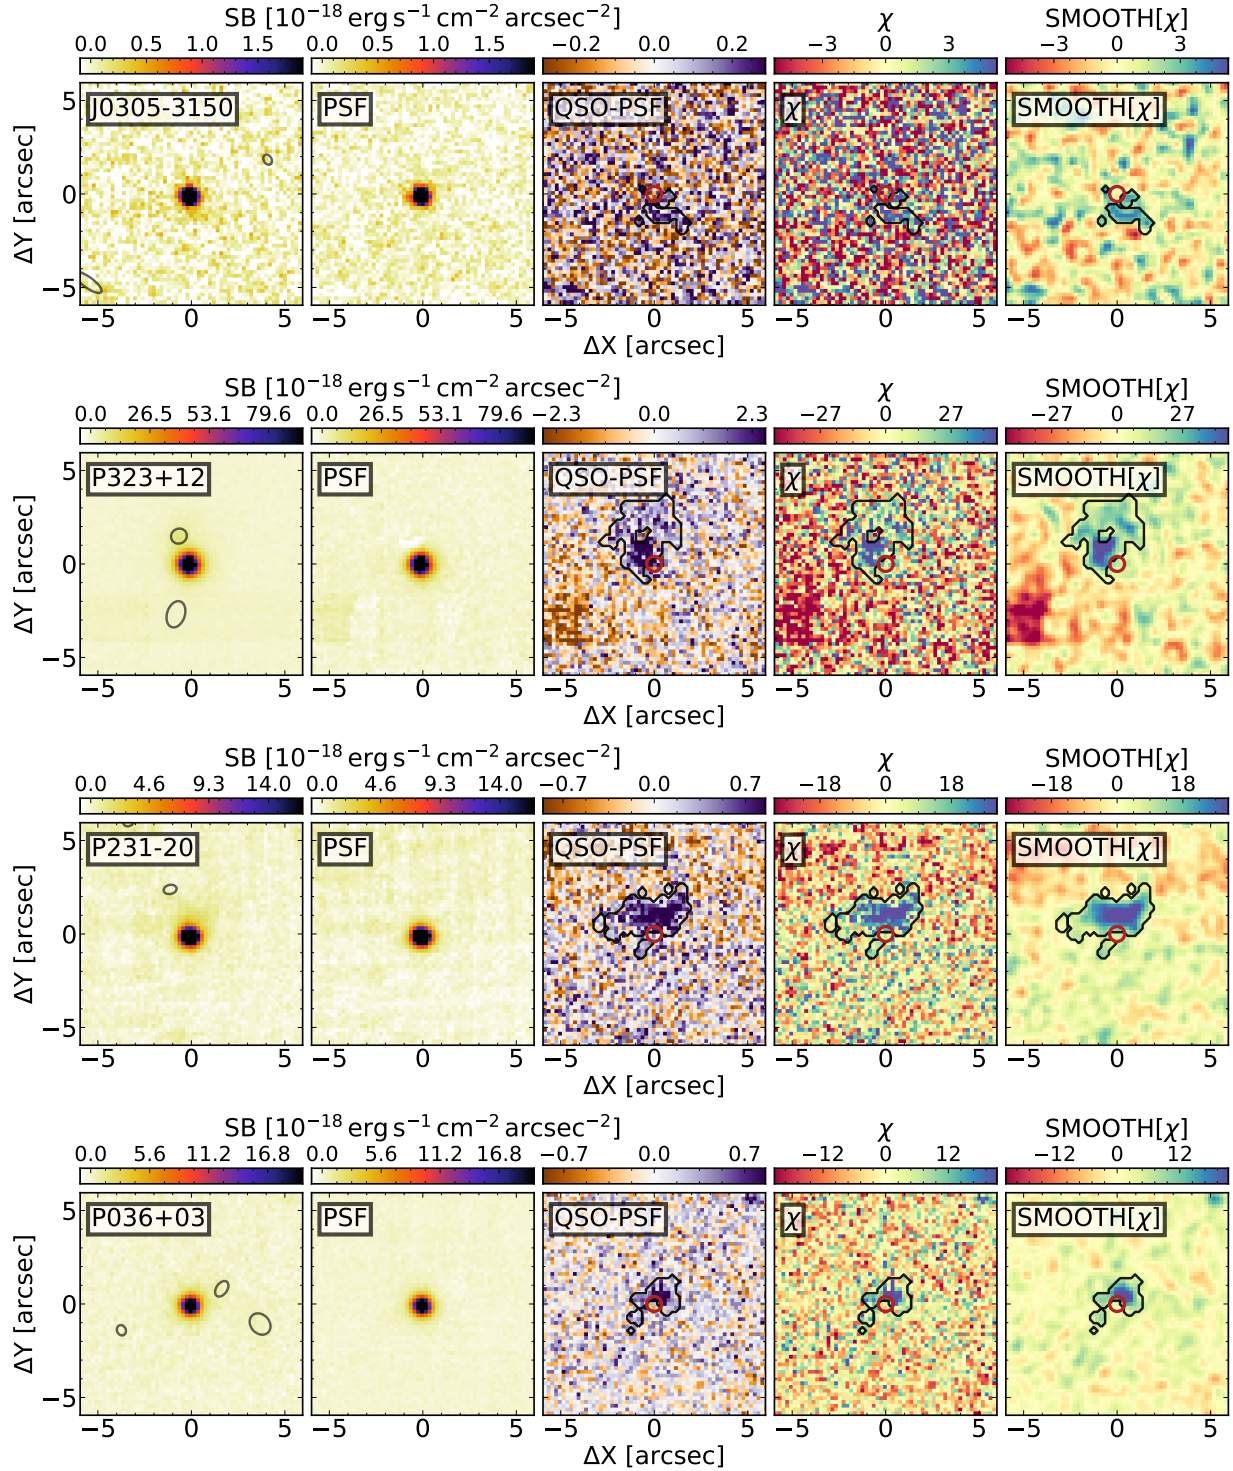 SB [10⁻¹⁸ erg s⁻¹ cm⁻² arcsec⁻²] χ SMOOTH[χ]
0.0 0.5 1.0 1.5 0.0 0.5 1.0 1.5 −0.2 0.0 0.2 −3 0 3 −3 0 3
J0305-3150 PSF QSO-PSF χ SMOOTH[χ]
5
0
−5
ΔY [arcsec]
−5 0 5 −5 0 5 −5 0 5 −5 0 5 −5 0 5
ΔX [arcsec]
SB [10⁻¹⁸ erg s⁻¹ cm⁻² arcsec⁻²] χ SMOOTH[χ]
0.0 26.5 53.1 79.6 0.0 26.5 53.1 79.6 −2.3 0.0 2.3 −27 0 27 −27 0 27
P323+12 PSF QSO-PSF χ SMOOTH[χ]
5
0
−5
ΔY [arcsec]
−5 0 5 −5 0 5 −5 0 5 −5 0 5 −5 0 5
ΔX [arcsec]
SB [10⁻¹⁸ erg s⁻¹ cm⁻² arcsec⁻²] χ SMOOTH[χ]
0.0 4.6 9.3 14.0 0.0 4.6 9.3 14.0 −0.7 0.0 0.7 −18 0 18 −18 0 18
P231-20 PSF QSO-PSF χ SMOOTH[χ]
5
0
−5
ΔY [arcsec]
−5 0 5 −5 0 5 −5 0 5 −5 0 5 −5 0 5
ΔX [arcsec]
SB [10⁻¹⁸ erg s⁻¹ cm⁻² arcsec⁻²] χ SMOOTH[χ]
0.0 5.6 11.2 16.8 0.0 5.6 11.2 16.8 −0.7 0.0 0.7 −12 0 12 −12 0 12
P036+03 PSF QSO-PSF χ SMOOTH[χ]
5
0
−5
ΔY [arcsec]
−5 0 5 −5 0 5 −5 0 5 −5 0 5 −5 0 5
ΔX [arcsec]